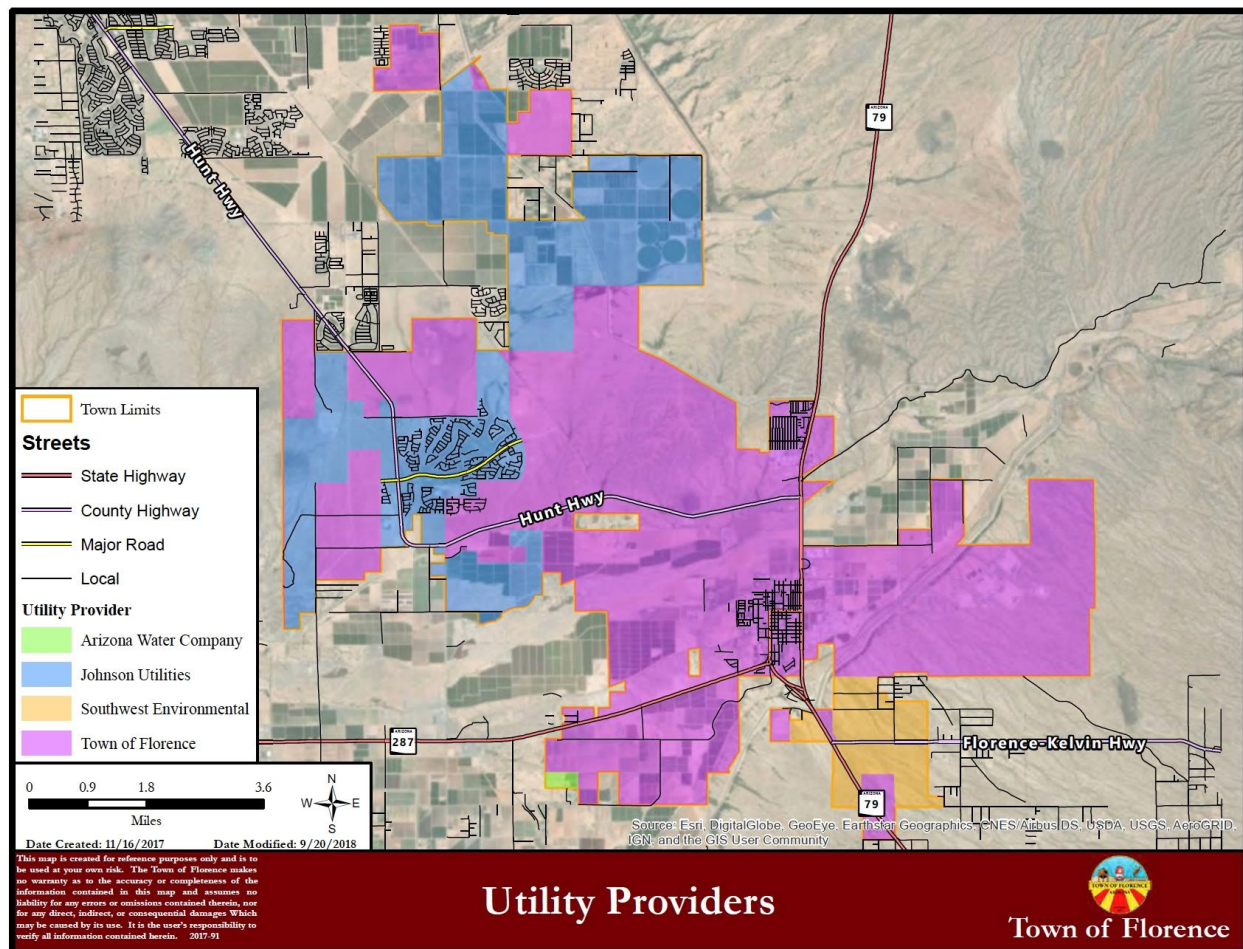 Hunt Hwy
ARIZONA
79
Hunt Hwy
Town Limits
Streets
State Highway
County Highway
Major Road
Local
Utility Provider
Arizona Water Company
Johnson Utilities
Southwest Environmental
Town of Florence
ARIZONA
287
Florence-Kelvin-Hwy
ARIZONA
79
0 0.9 1.8 3.6
Miles
N
W E
S
Date Created: 11/16/2017 Date Modified: 9/20/2018
Source: Esri, DigitalGlobe, GeoEye, Earthstar Geographics, CNES/Airbus DS, USDA, USGS, AeroGRID,
IGN, and the GIS User Community
This map is created for reference purposes only and is to
be used at your own risk. The Town of Florence makes
no warranty as to the accuracy or completeness of the
information contained in this map and assumes no
liability for any errors or omissions contained therein, nor
for any direct, indirect, or consequential damages Which
may be caused by its use. It is the user's responsibility to
verify all information contained herein. 2017-91
Utility Providers
TOWN OF FLORENCE
ARIZONA
Town of Florence